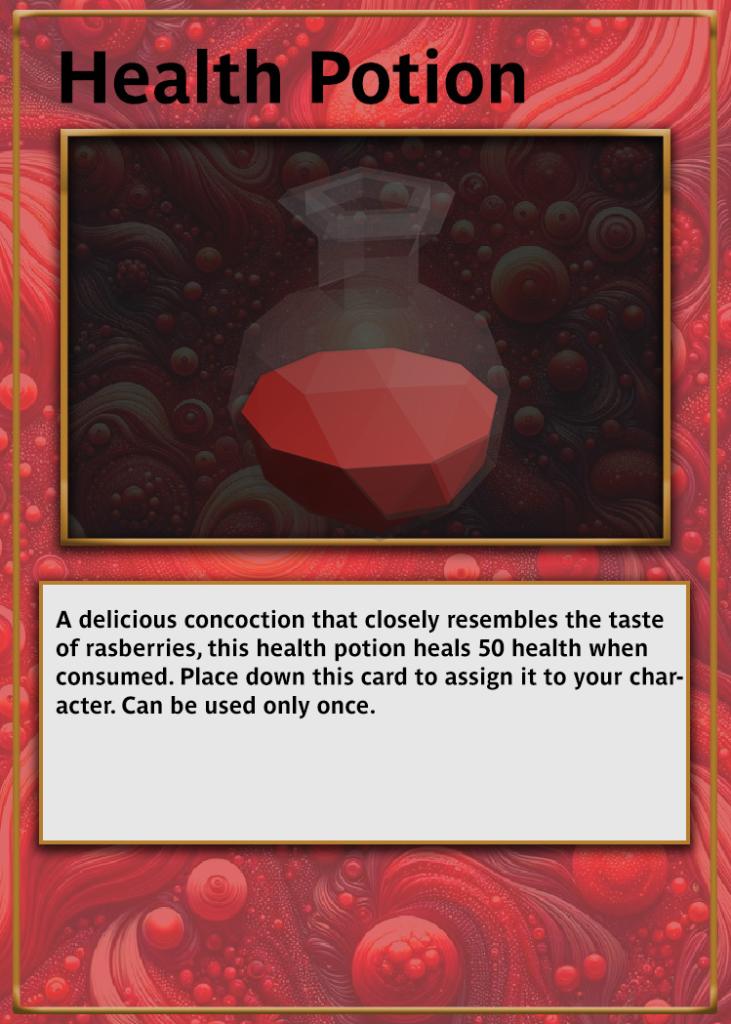 Health Potion
A delicious concoction that closely resembles the taste
of rasberries, this health potion heals 50 health when
consumed. Place down this card to assign it to your char-
acter. Can be used only once.